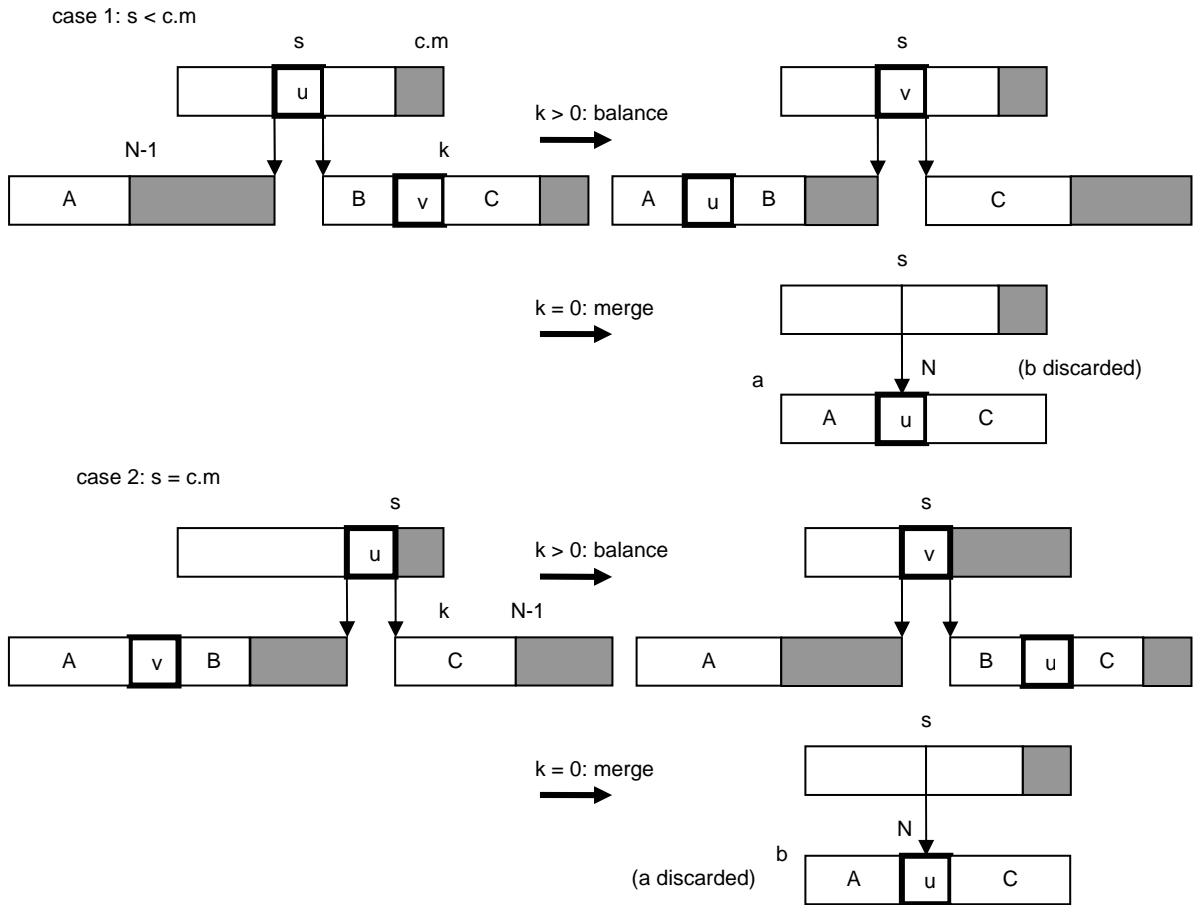 case 1: s < c.m
s c.m s
u v
k > 0: balance
N-1 k
A B v C A u B C
s
k = 0: merge
N (b discarded)
a
A u C
case 2: s = c.m
s s
u k > 0: balance v
k N-1
A v B C A B u C
s
k = 0: merge
N
b
(a discarded) A u C